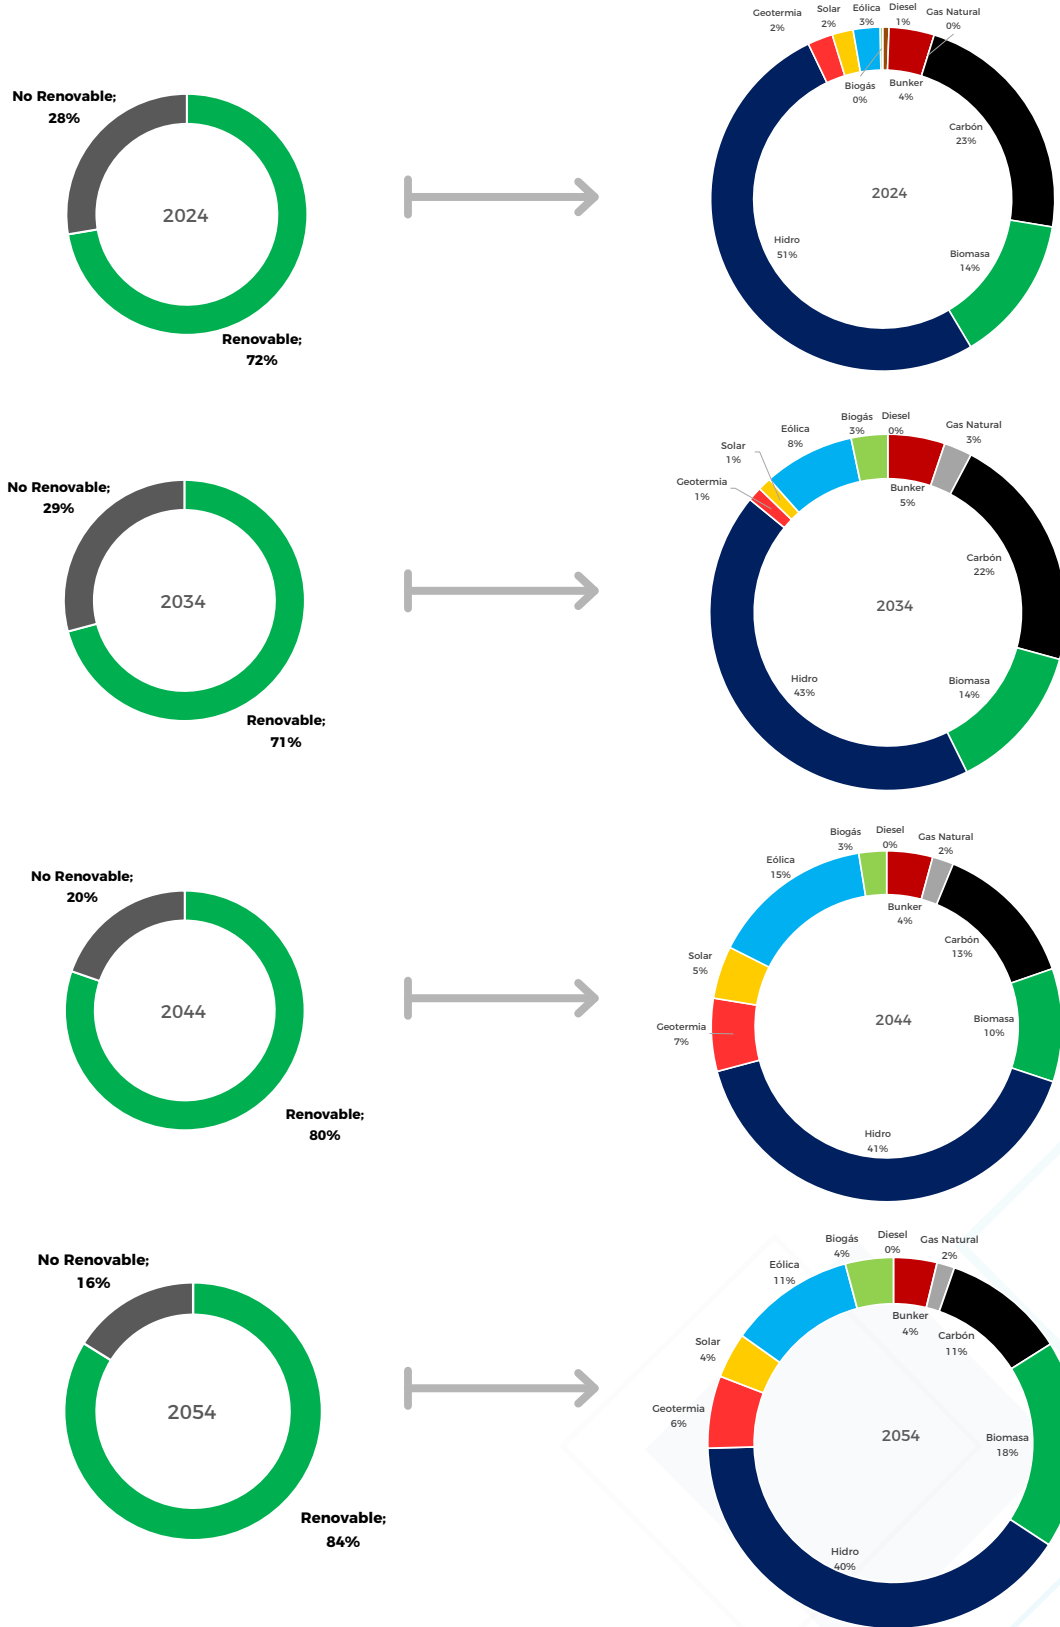 No Renovable;
28%
2024
Renovable;
72%
Geotermia
2%
Solar
2%
Eólica
3%
Diesel
1%
Gas Natural
0%
Biogás
0%
Bunker
4%
Carbón
23%
2024
Hidro
51%
Biomasa
14%
No Renovable;
29%
2034
Renovable;
71%
Geotermia
1%
Solar
1%
Eólica
8%
Biogás
3%
Diesel
0%
Gas Natural
3%
Bunker
5%
Carbón
22%
2034
Hidro
43%
Biomasa
14%
No Renovable;
20%
2044
Renovable;
80%
Geotermia
7%
Solar
5%
Eólica
15%
Biogás
3%
Diesel
0%
Gas Natural
2%
Bunker
4%
Carbón
13%
2044
Biomasa
10%
Hidro
41%
No Renovable;
16%
2054
Renovable;
84%
Geotermia
6%
Solar
4%
Eólica
11%
Biogás
4%
Diesel
0%
Gas Natural
2%
Bunker
4%
Carbón
11%
2054
Biomasa
18%
Hidro
40%